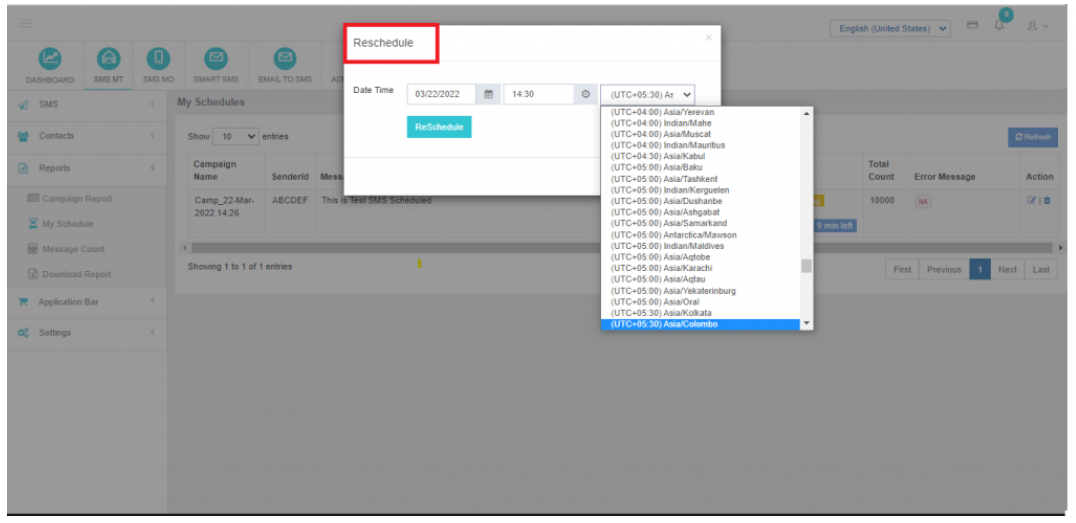 English (United States)
8
DASHBOARD
SMS MT
SMS MO
SMART SMS
EMAIL TO SMS
Reschedule
×
Date Time
03/22/2022
14:30
(UTC+05:30) As
ReSchedule
(UTC+04:00) Asia/Yerevan
(UTC+04:00) Indian/Mahe
(UTC+04:00) Asia/Muscat
(UTC+04:00) Indian/Mauritius
(UTC+04:30) Asia/Kabul
(UTC+05:00) Asia/Baku
(UTC+05:00) Asia/Tashkent
(UTC+05:00) Indian/Kerguelen
(UTC+05:00) Asia/Dushanbe
(UTC+05:00) Asia/Ashgabat
(UTC+05:00) Asia/Samarkand
(UTC+05:00) Antarctica/Mawson
(UTC+05:00) Indian/Maldives
(UTC+05:00) Asia/Aqtobe
(UTC+05:00) Asia/Karachi
(UTC+05:00) Asia/Aqtau
(UTC+05:00) Asia/Yekaterinburg
(UTC+05:00) Asia/Oral
(UTC+05:30) Asia/Kolkata
(UTC+05:30) Asia/Colombo
SMS
Contacts
Reports
Campaign Report
My Schedule
Message Count
Download Report
Application Bar
Settings
My Schedules
Show 10 entries
Refresh
Campaign Name
SenderId
Mess
Total Count
Error Message
Action
Camp_22-Mar-
2022 14:26
ABCDEF
This is Test SMS Scheduled
9 min left
10000
NA
Showing 1 to 1 of 1 entries
First Previous 1 Next Last